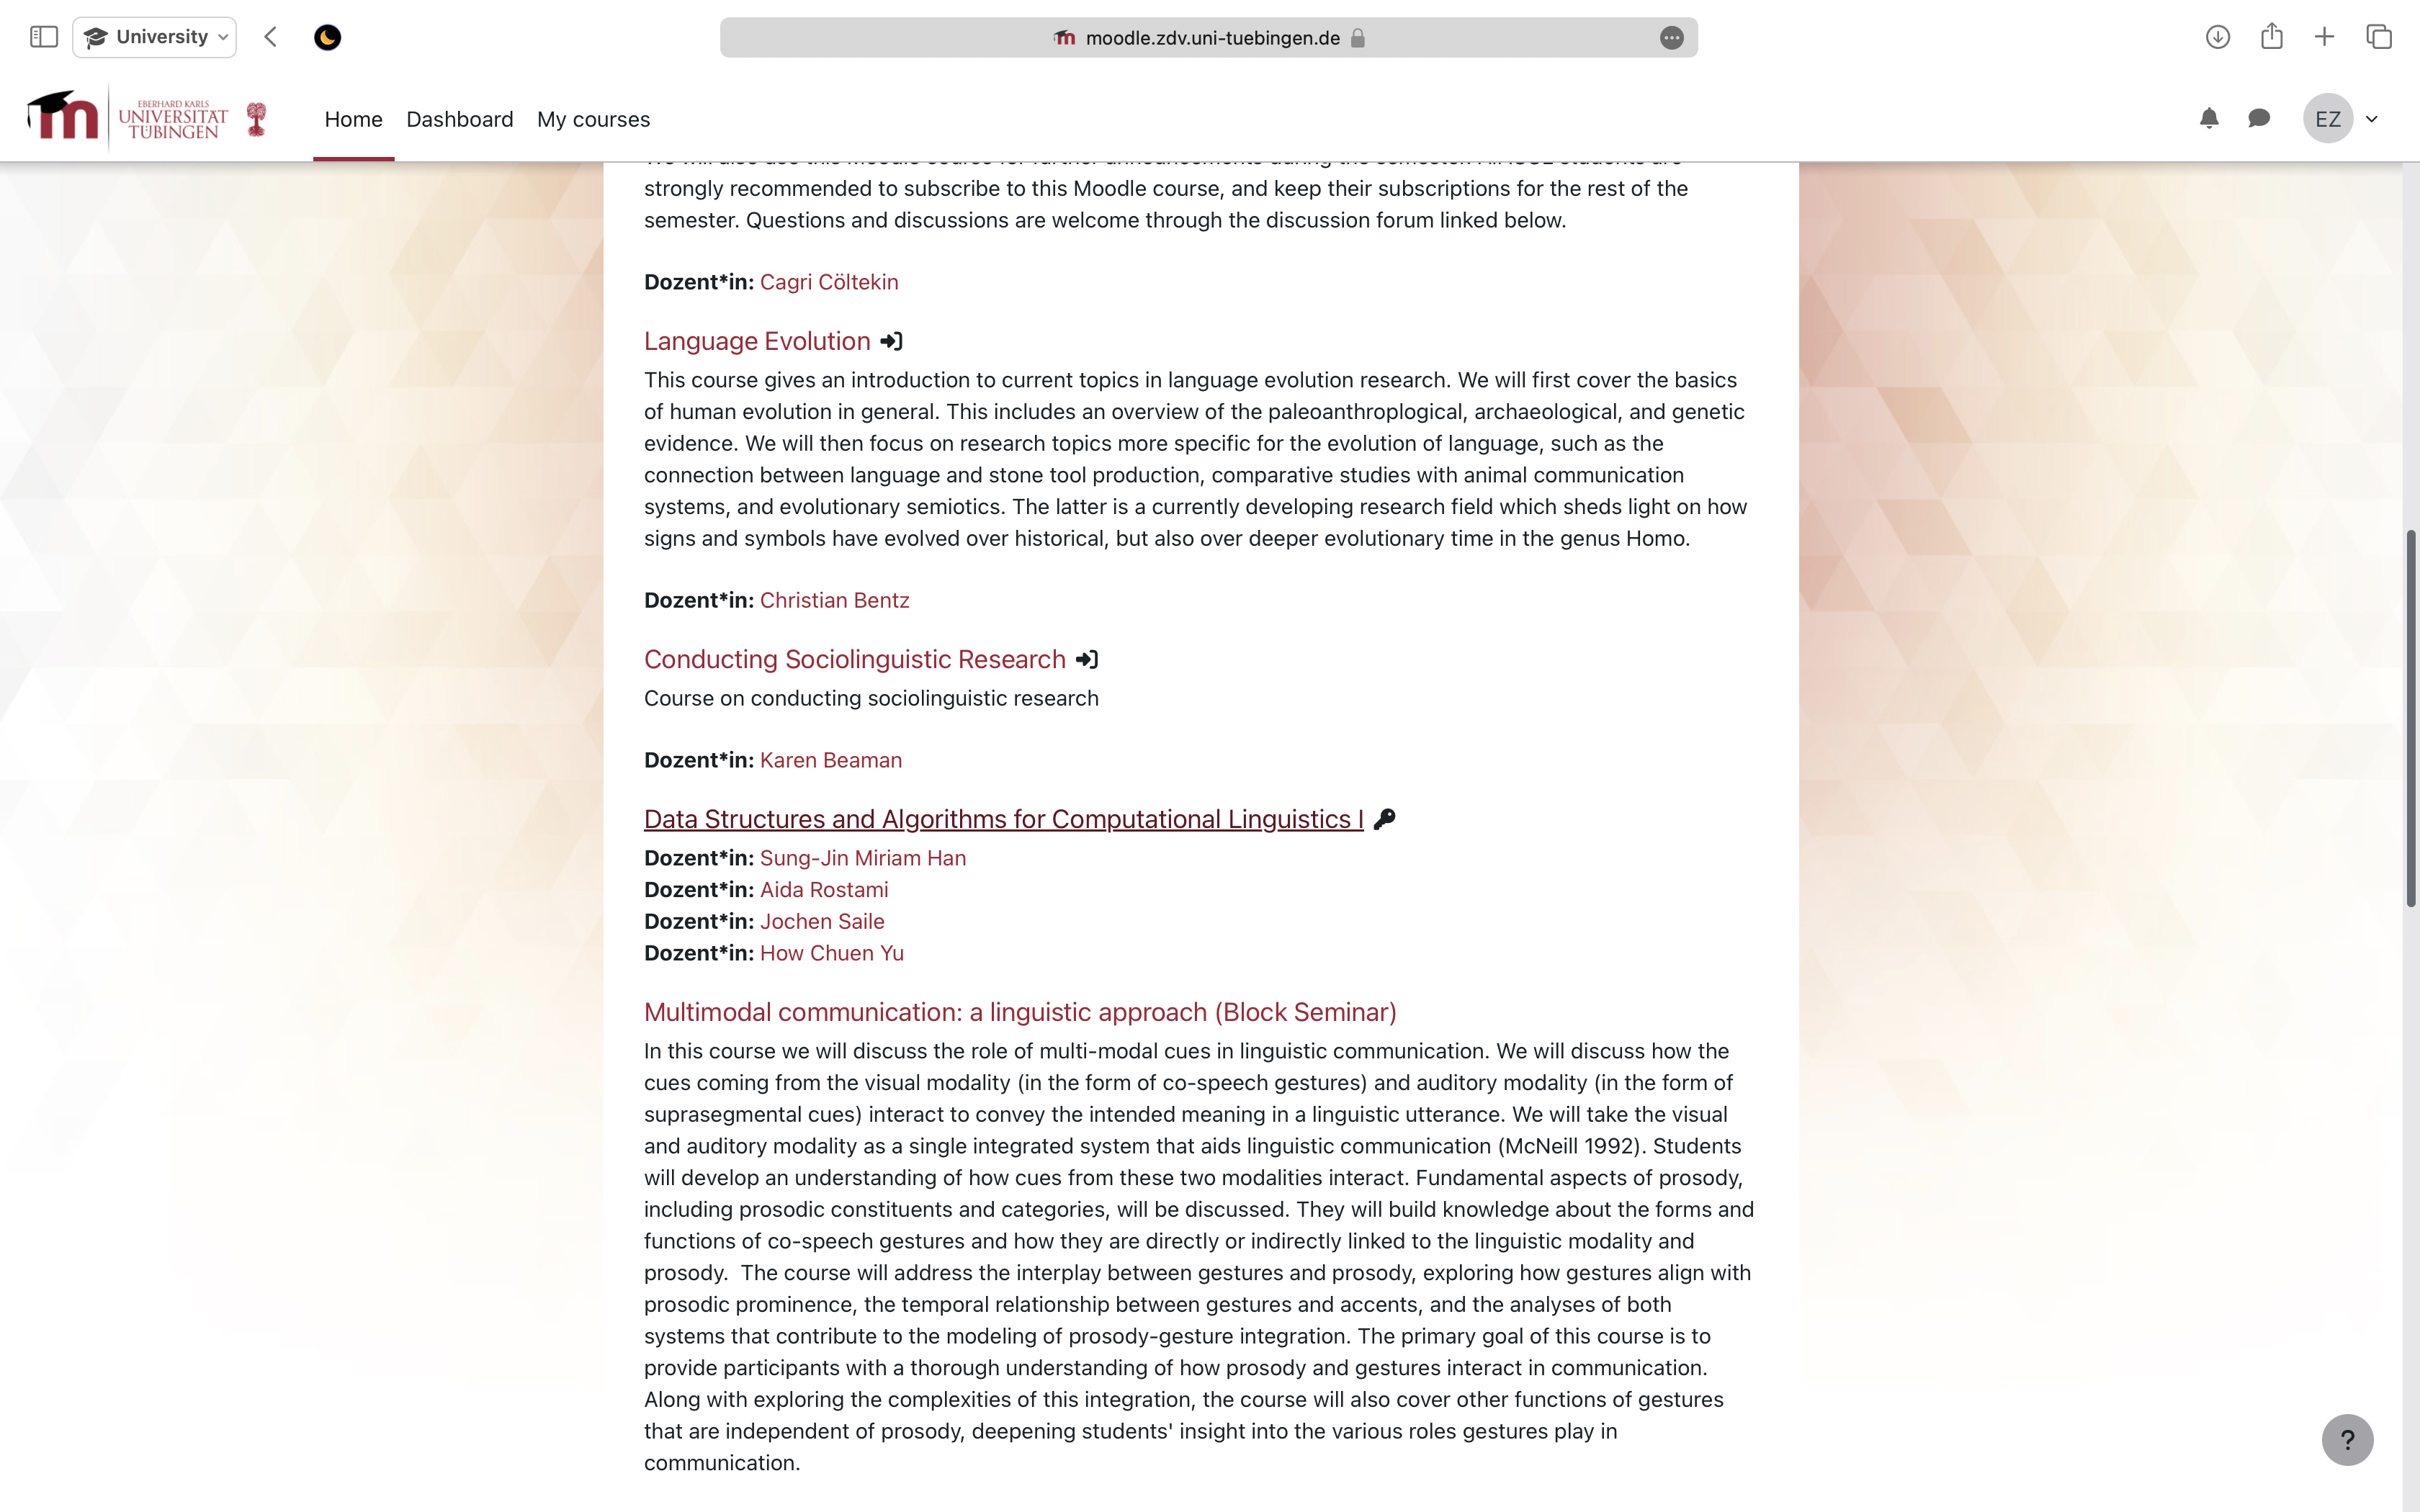 University
moodle.zdv.uni-tuebingen.de
EBERHARD KARLS
UNIVERSITÄT
TÜBINGEN
Home Dashboard My courses
EZ
We will also use this Moodle course for further announcements during the semester. All ISCL students are
strongly recommended to subscribe to this Moodle course, and keep their subscriptions for the rest of the
semester. Questions and discussions are welcome through the discussion forum linked below.
Dozent*in: Cagri Cöltekin
Language Evolution
This course gives an introduction to current topics in language evolution research. We will first cover the basics
of human evolution in general. This includes an overview of the paleoanthroplogical, archaeological, and genetic
evidence. We will then focus on research topics more specific for the evolution of language, such as the
connection between language and stone tool production, comparative studies with animal communication
systems, and evolutionary semiotics. The latter is a currently developing research field which sheds light on how
signs and symbols have evolved over historical, but also over deeper evolutionary time in the genus Homo.
Dozent*in: Christian Bentz
Conducting Sociolinguistic Research
Course on conducting sociolinguistic research
Dozent*in: Karen Beaman
Data Structures and Algorithms for Computational Linguistics I
Dozent*in: Sung-Jin Miriam Han
Dozent*in: Aida Rostami
Dozent*in: Jochen Saile
Dozent*in: How Chuen Yu
Multimodal communication: a linguistic approach (Block Seminar)
In this course we will discuss the role of multi-modal cues in linguistic communication. We will discuss how the
cues coming from the visual modality (in the form of co-speech gestures) and auditory modality (in the form of
suprasegmental cues) interact to convey the intended meaning in a linguistic utterance. We will take the visual
and auditory modality as a single integrated system that aids linguistic communication (McNeill 1992). Students
will develop an understanding of how cues from these two modalities interact. Fundamental aspects of prosody,
including prosodic constituents and categories, will be discussed. They will build knowledge about the forms and
functions of co-speech gestures and how they are directly or indirectly linked to the linguistic modality and
prosody.  The course will address the interplay between gestures and prosody, exploring how gestures align with
prosodic prominence, the temporal relationship between gestures and accents, and the analyses of both
systems that contribute to the modeling of prosody-gesture integration. The primary goal of this course is to
provide participants with a thorough understanding of how prosody and gestures interact in communication.
Along with exploring the complexities of this integration, the course will also cover other functions of gestures
that are independent of prosody, deepening students' insight into the various roles gestures play in
communication.
?